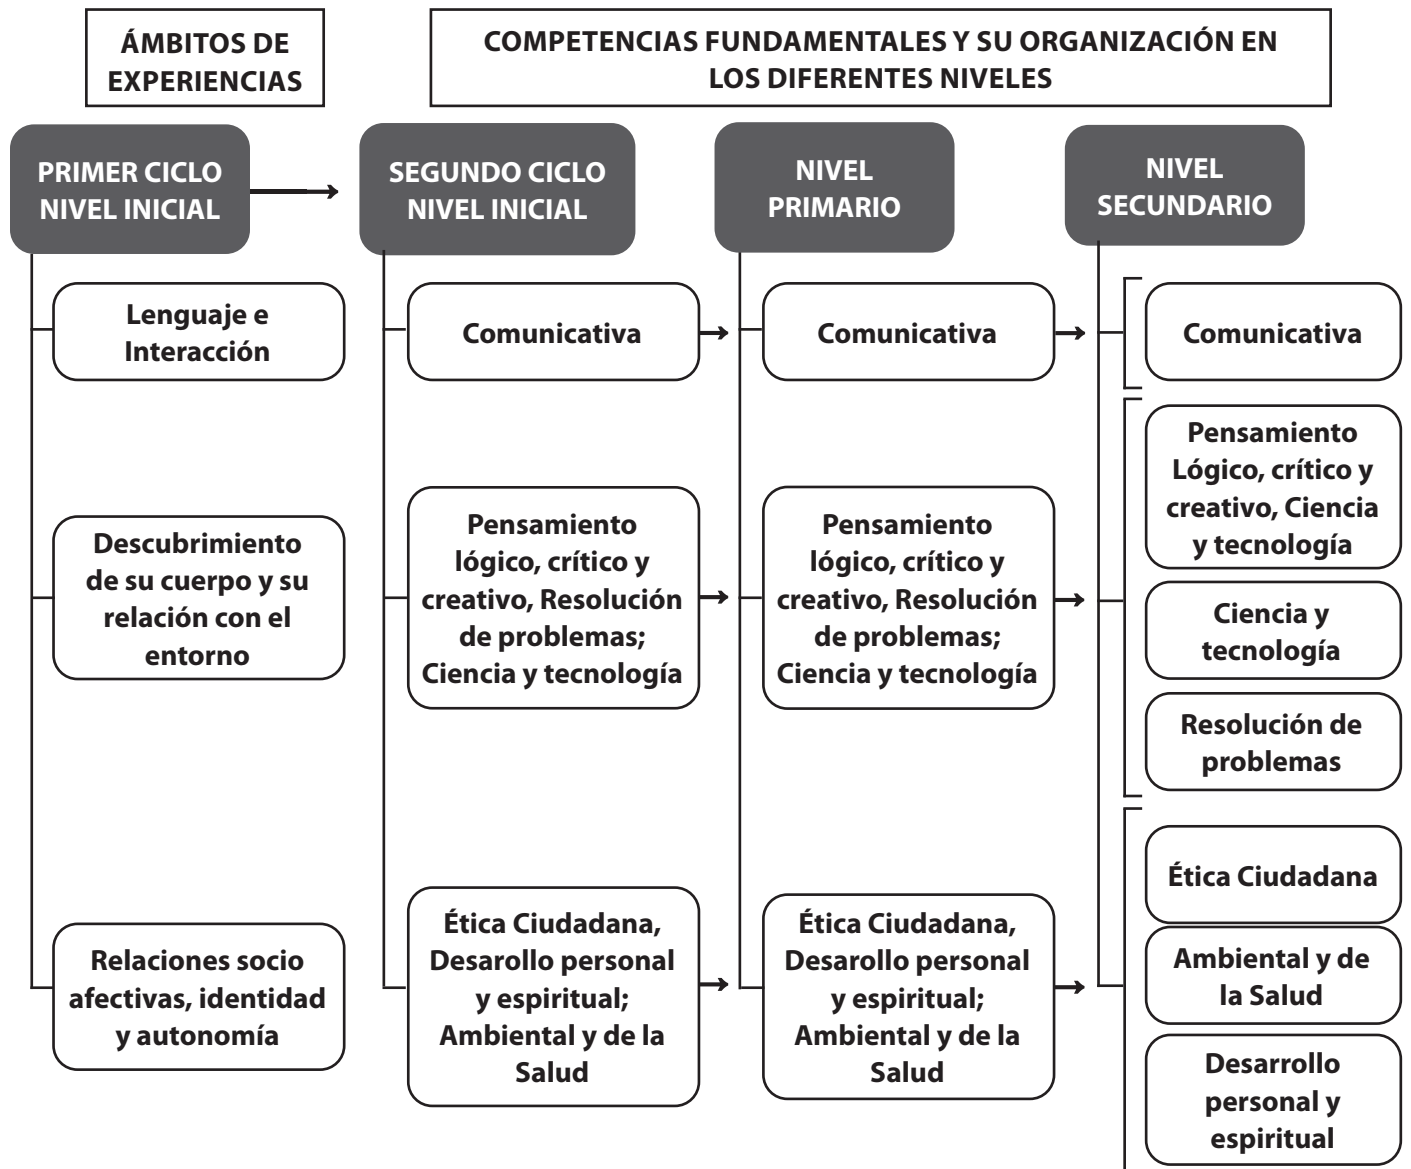 ÁMBITOS DE
EXPERIENCIAS
COMPETENCIAS FUNDAMENTALES Y SU ORGANIZACIÓN EN
LOS DIFERENTES NIVELES
PRIMER CICLO
NIVEL INICIAL
SEGUNDO CICLO
NIVEL INICIAL
NIVEL
PRIMARIO
NIVEL
SECUNDARIO
Lenguaje e
Interacción
Comunicativa
Comunicativa
Comunicativa
Descubrimiento
de su cuerpo y su
relación con el
entorno
Pensamiento
lógico, crítico y
creativo, Resolución
de problemas;
Ciencia y tecnología
Pensamiento
lógico, crítico y
creativo, Resolución
de problemas;
Ciencia y tecnología
Pensamiento
Lógico, crítico y
creativo, Ciencia
y tecnología
Ciencia y
tecnología
Resolución de
problemas
Relaciones socio
afectivas, identidad
y autonomía
Ética Ciudadana,
Desarollo personal
y espiritual;
Ambiental y de la
Salud
Ética Ciudadana,
Desarollo personal
y espiritual;
Ambiental y de la
Salud
Ética Ciudadana
Ambiental y de
la Salud
Desarrollo
personal y
espiritual